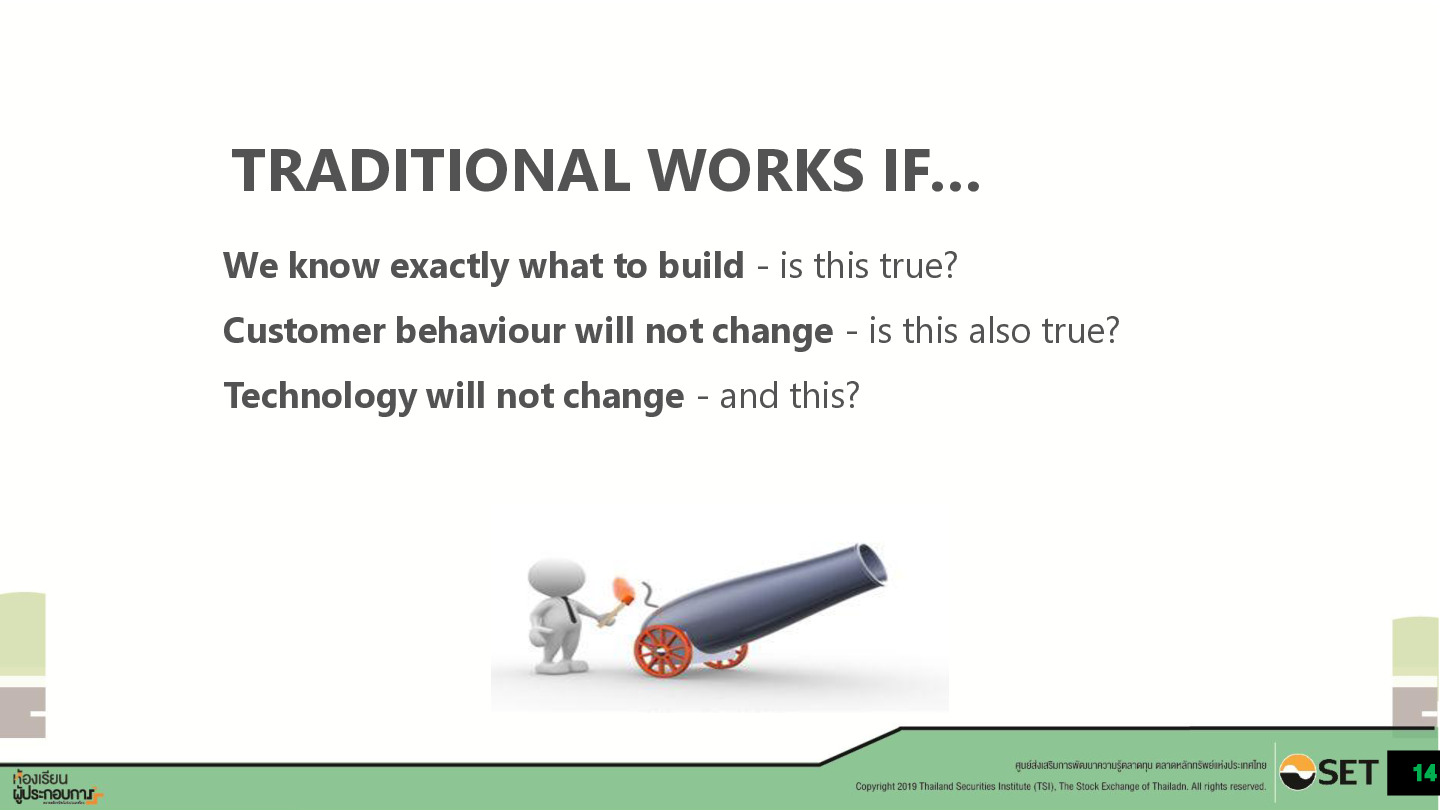 TRADITIONAL WORKS IF...
We know exactly what to build - is this true?
Customer behaviour will not change - is this also true?
Technology will not change - and this?
ศูนย์ส่งเสริมการพัฒนาความรู้ตลาดทุน ตลาดหลักทรัพย์แห่งประเทศไทย
Copyright 2019 Thailand Securities Institute (TSI), The Stock Exchange of Thailadn. All rights reserved.
SET
14
ห้องเรียน
ผู้ประกอบการ